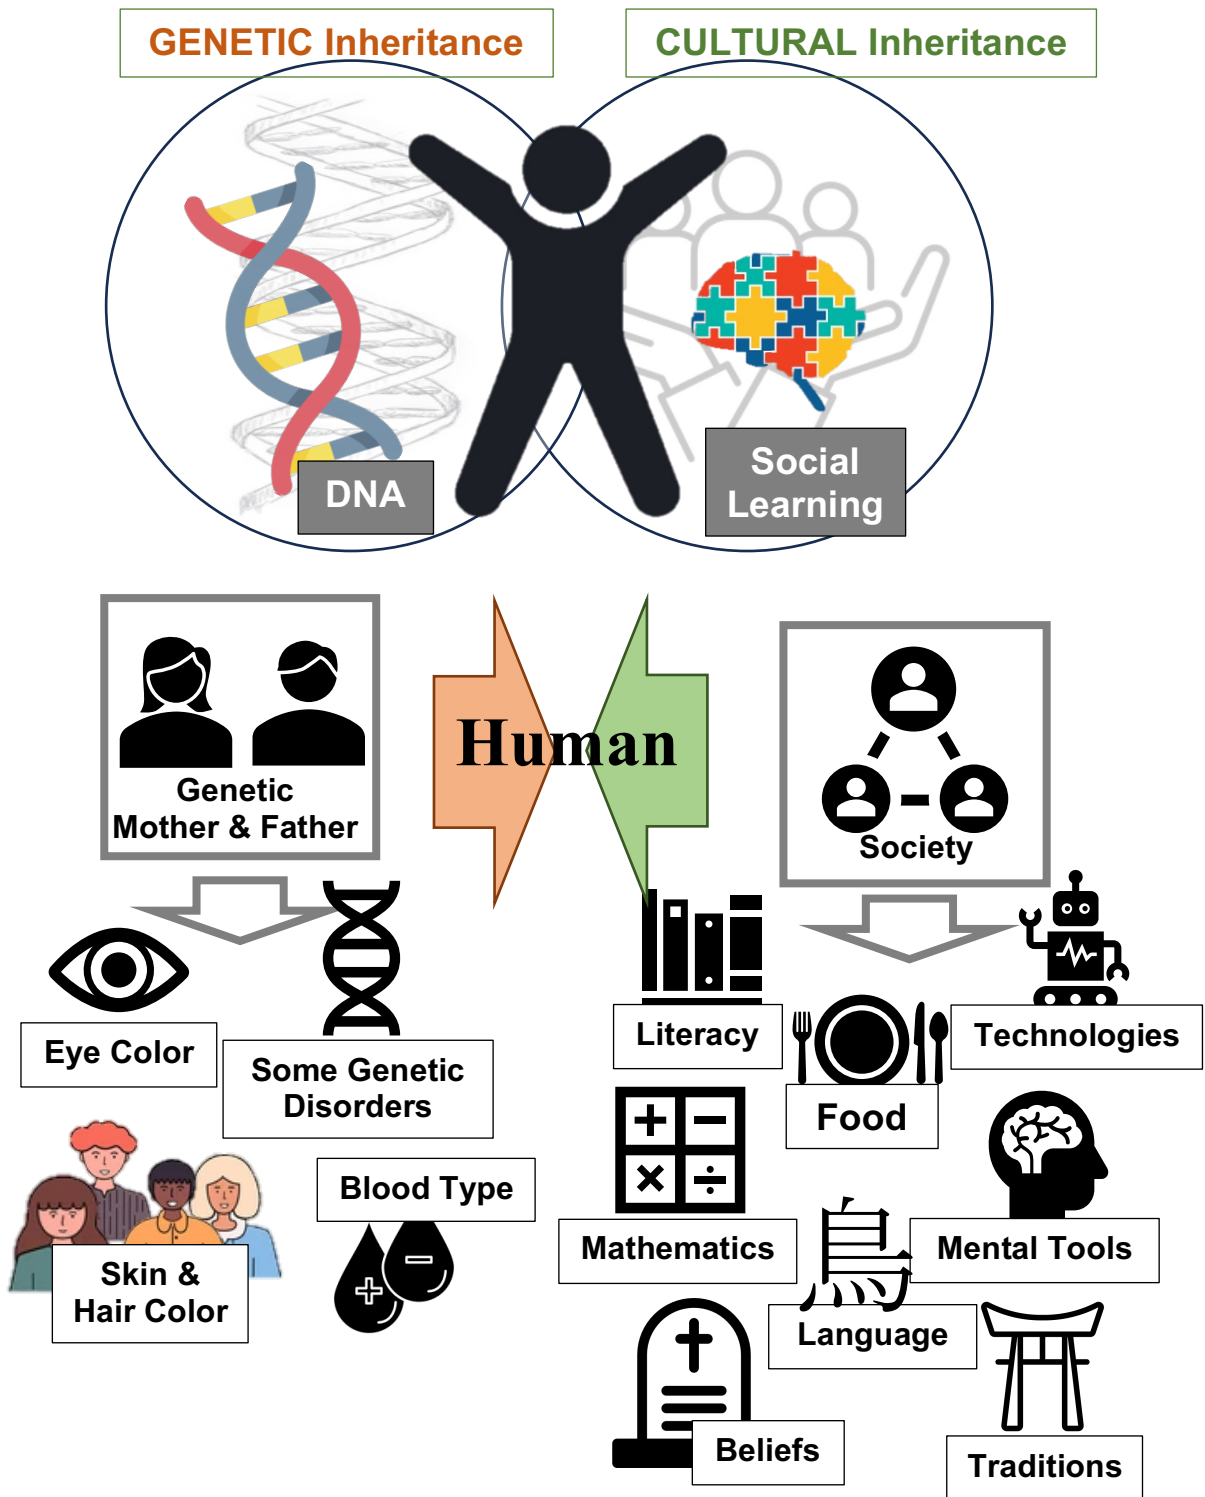 GENETIC Inheritance
CULTURAL Inheritance
DNA
Social
Learning
Genetic
Mother & Father
Human
Society
Eye Color
Some Genetic
Disorders
Skin &
Hair Color
Blood Type
Literacy
Food
Technologies
Mathematics
鳥
Language
Mental Tools
Beliefs
Traditions